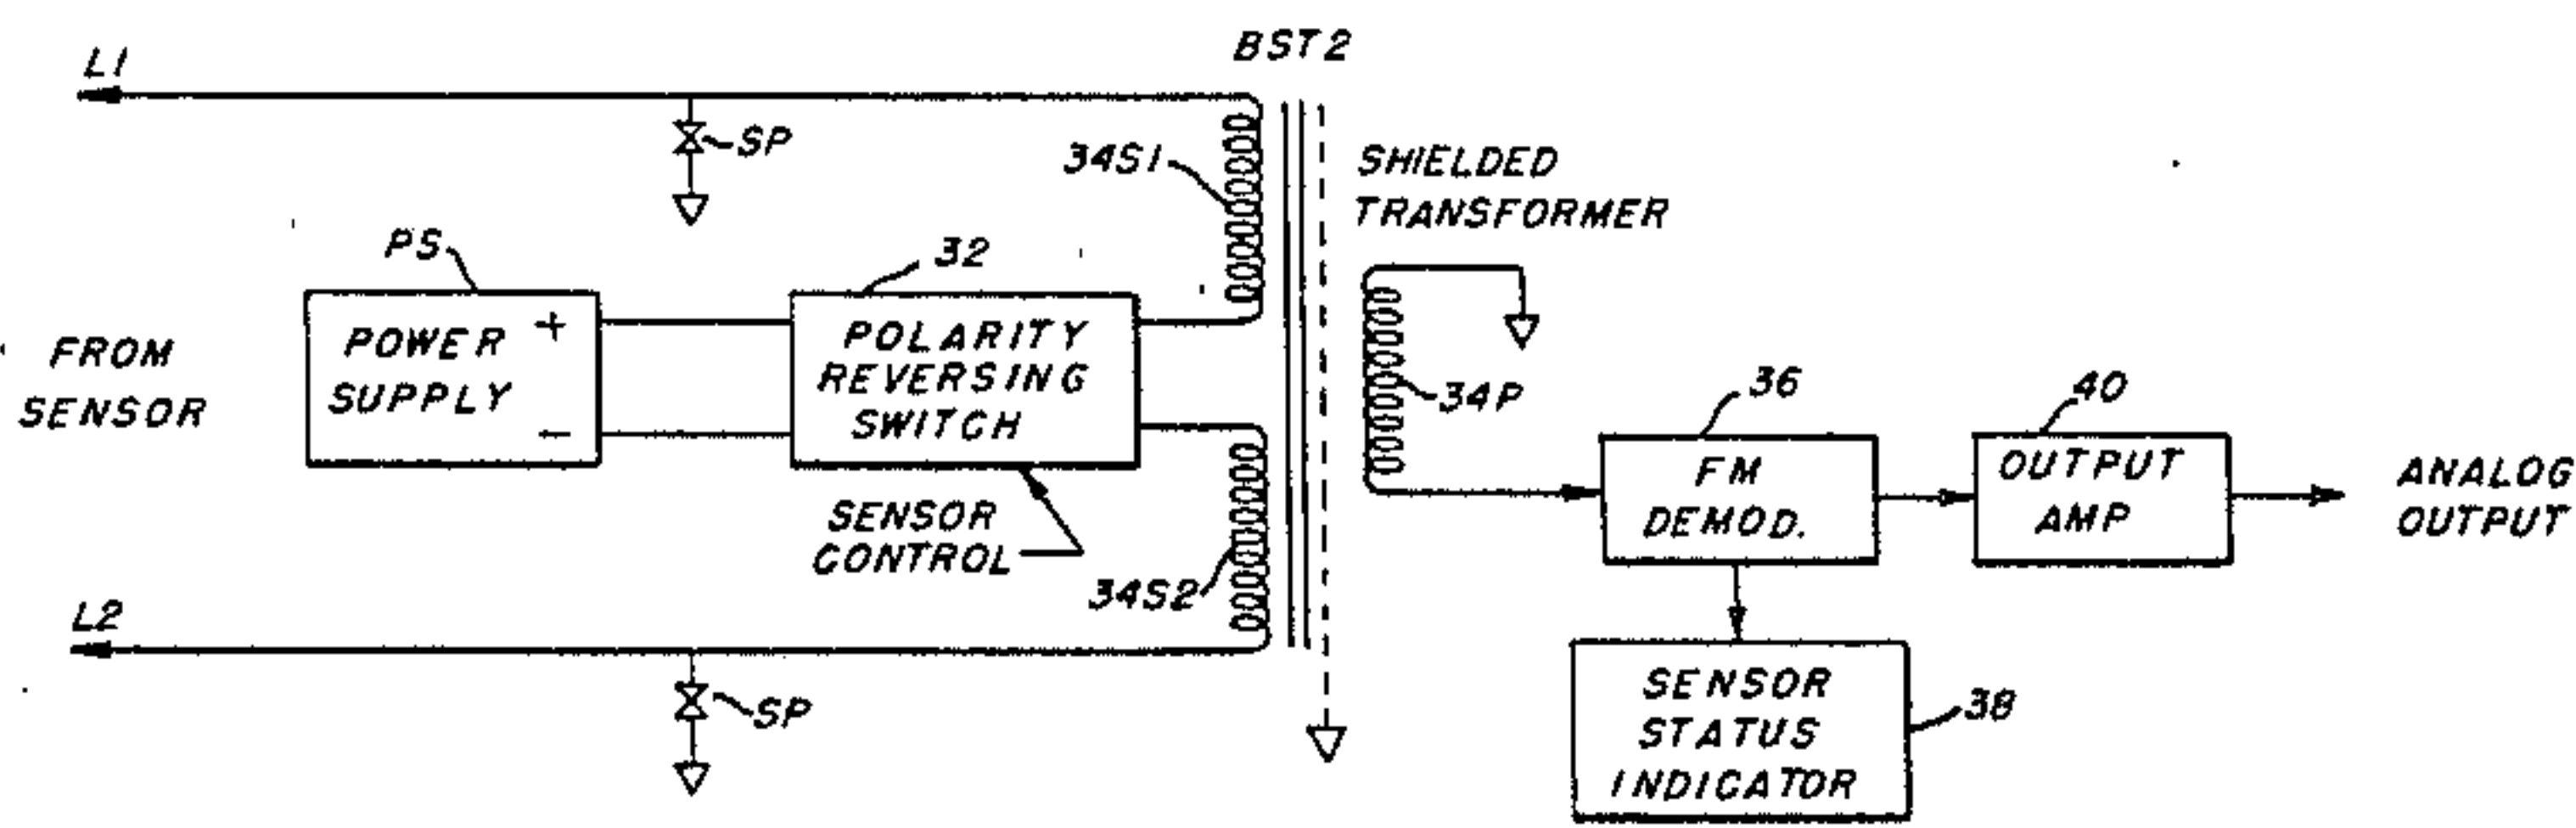 BST2
L1
SP
34S1
SHIELDED
TRANSFORMER
PS
32
POWER +
SUPPLY -
POLARITY
REVERSING
SWITCH
FROM
SENSOR
34P
36
40
FM
DEMOD.
OUTPUT
AMP
ANALOG
OUTPUT
SENSOR
CONTROL
34S2
L2
SP
SENSOR
STATUS
INDICATOR
38